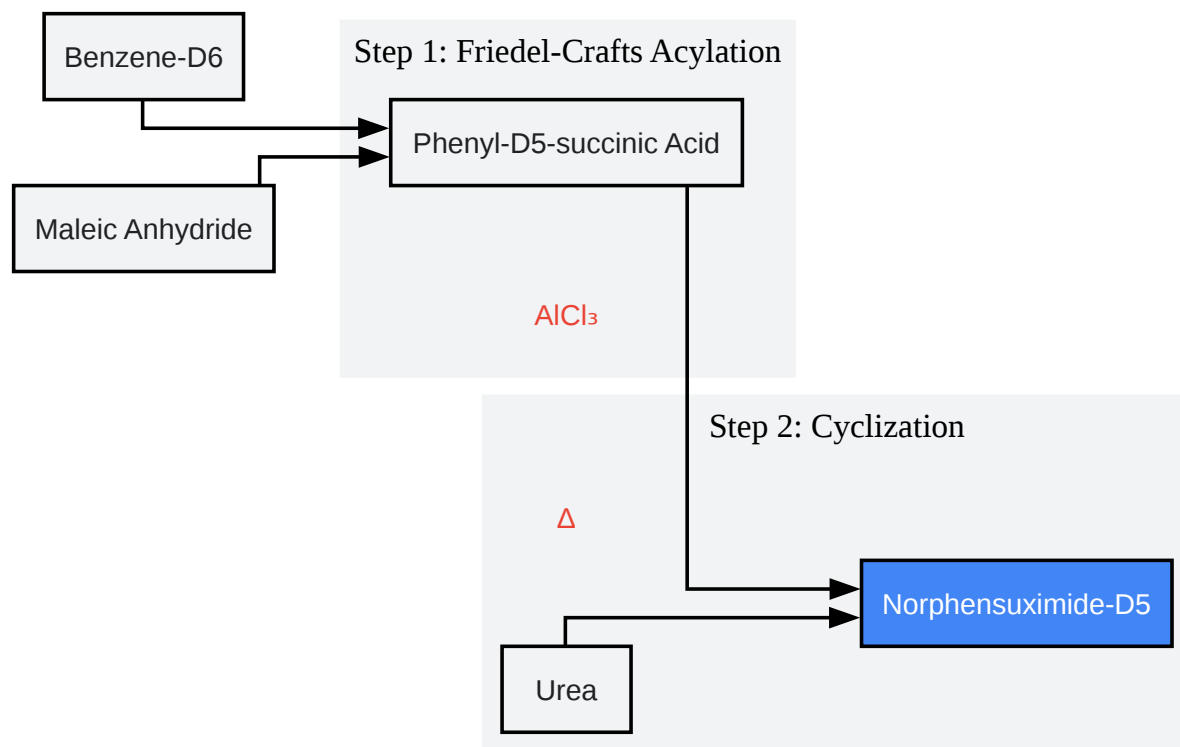 Benzene-D6
Step 1: Friedel-Crafts Acylation
Phenyl-D5-succinic Acid
Maleic Anhydride
AlCl₃
Step 2: Cyclization
Δ
Norphensuximide-D5
Urea